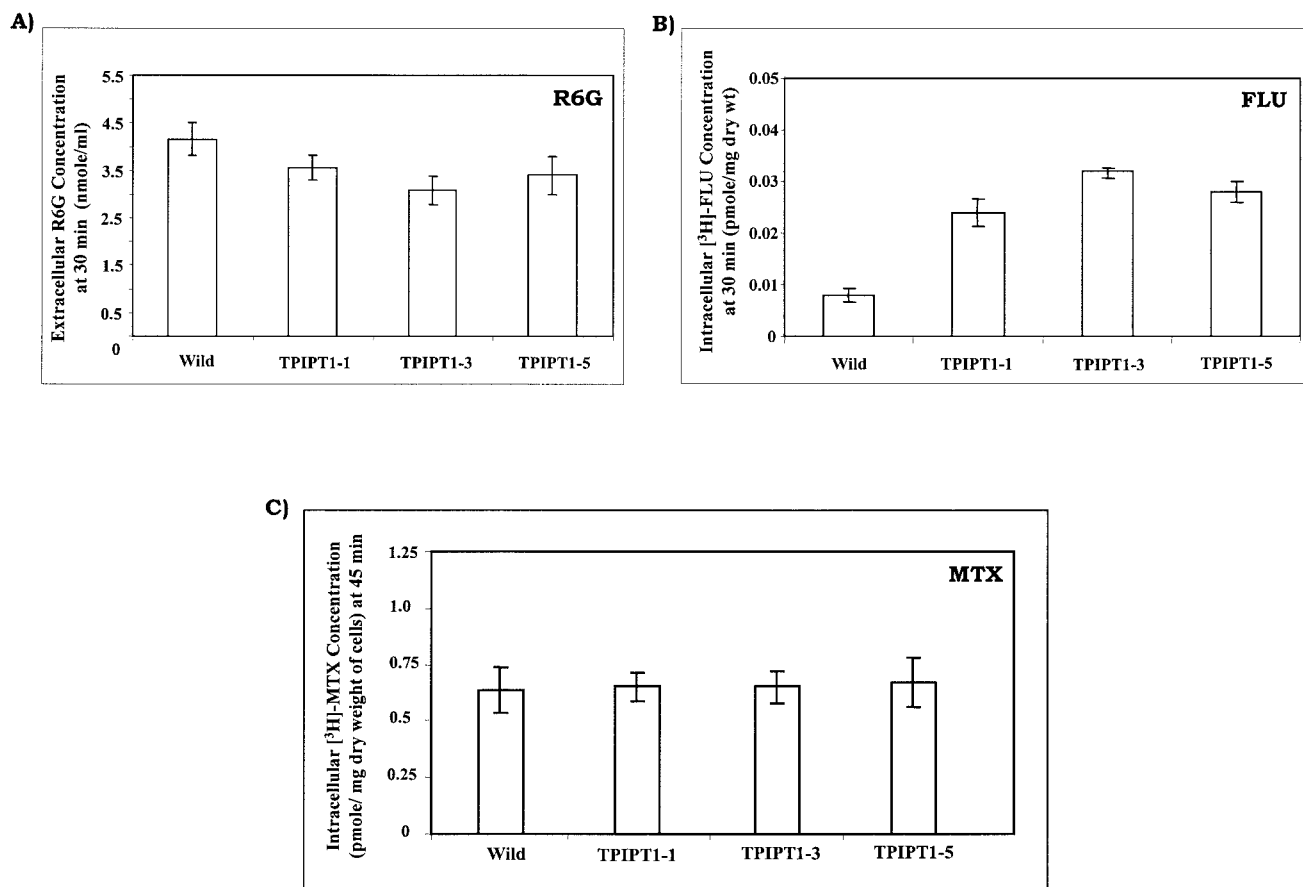 A)
Extracellular R6G Concentration
at 30 min (nmole/ml)
5.5
4.5
3.5
2.5
1.5
0.5
0
R6G
Wild
TPIPT1-1
TPIPT1-3
TPIPT1-5
B)
Intracellular [³H]-FLU Concentration
at 30 min (pmole/mg dry wt)
0.05
0.04
0.03
0.02
0.01
0
FLU
Wild
TPIPT1-1
TPIPT1-3
TPIPT1-5
C)
Intracellular [³H]-MTX Concentration
(pmole/ mg dry weight of cells) at 45 min
1.25
1.0
0.75
0.5
0.25
0
MTX
Wild
TPIPT1-1
TPIPT1-3
TPIPT1-5